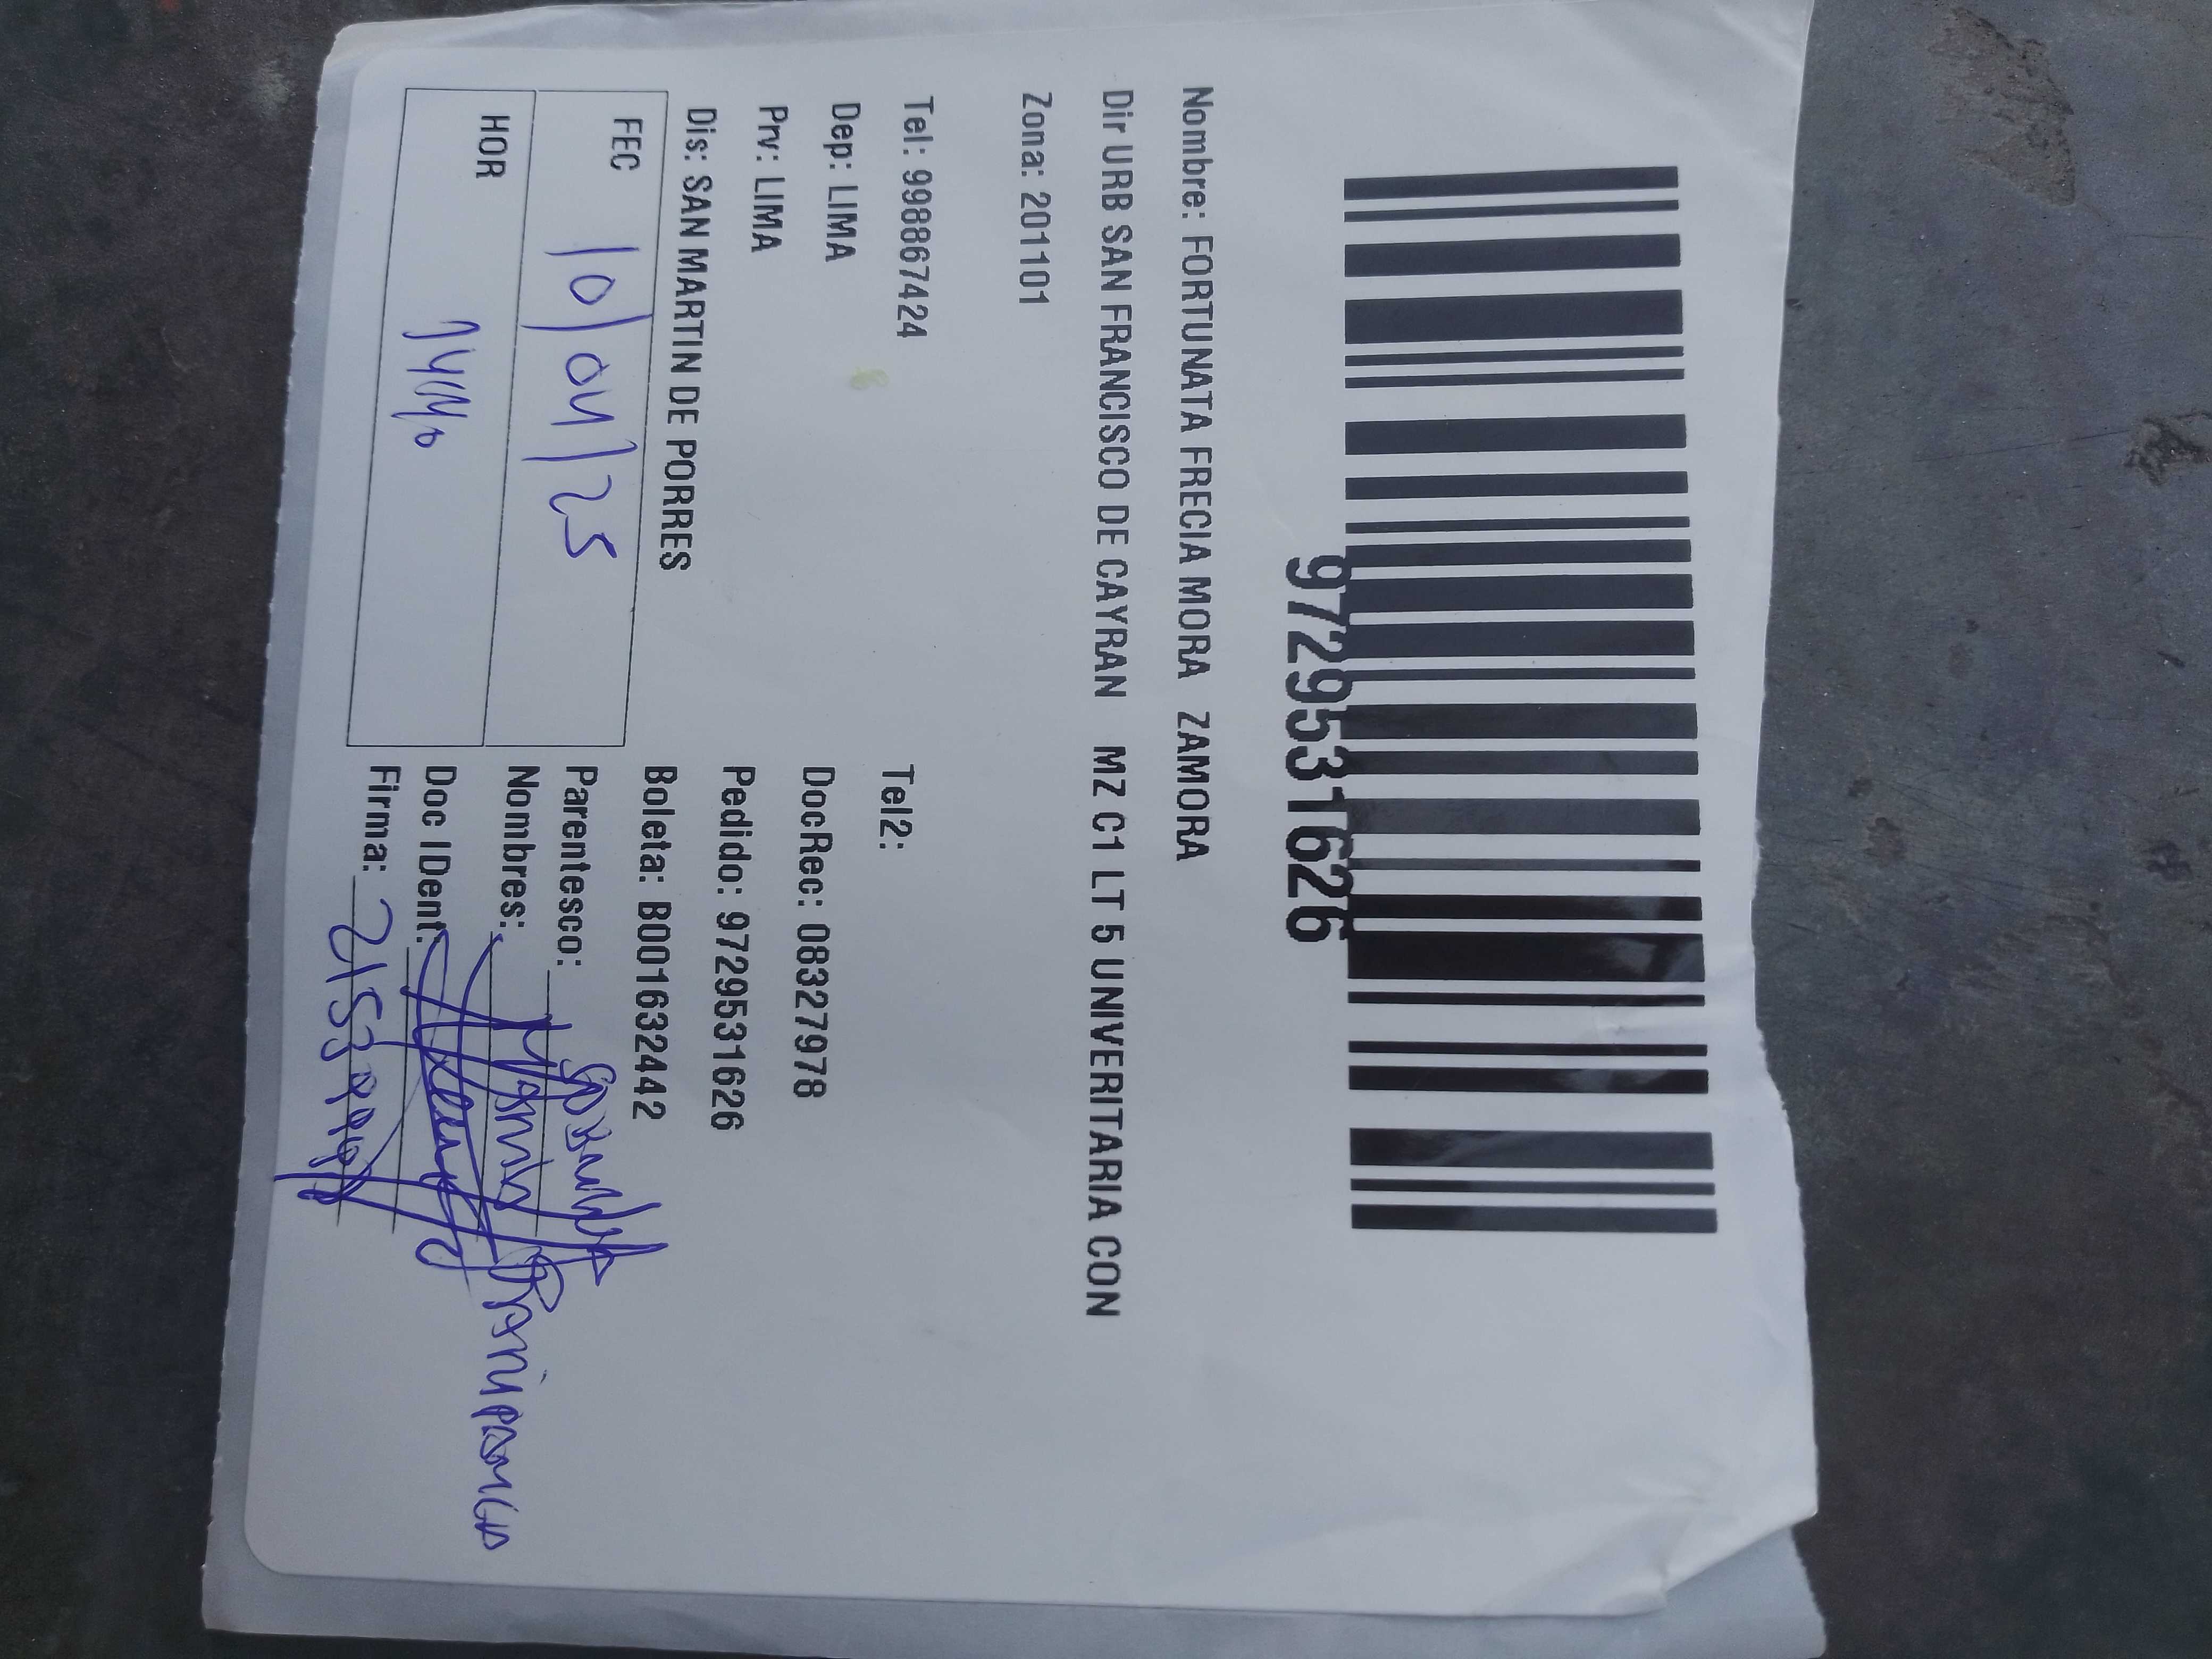 9729531626
Nombre: FORTUNATA FRECIA MORA ZAMORA
Dir URB SAN FRANCISCO DE CAYRAN MZ C1 LT 5 UNIVERITARIA CON
Zona: 201101
Tel: 998867424 Tel2:
Dep: LIMA DocRec: 08327978
Prv: LIMA Pedido: 9729531626
Dis: SAN MARTIN DE PORRES Boleta: B001632442
FEC 10/04/25 Parentesco:
HOR Nombres:
Doc IDent:
Firma: